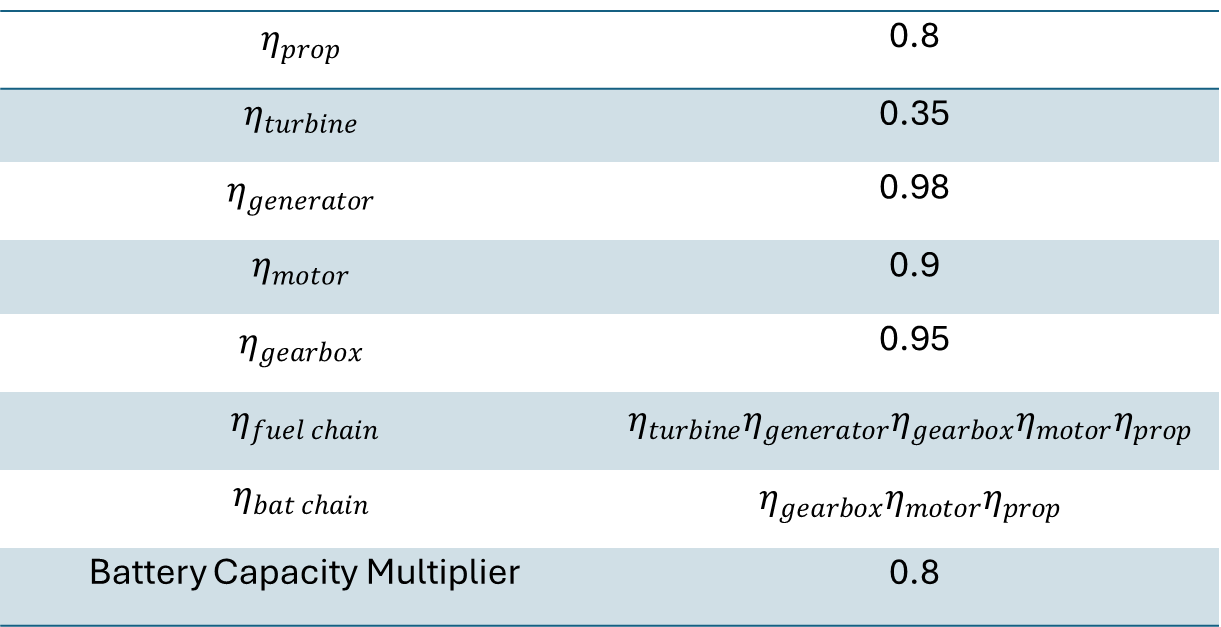 η_prop 0.8
η_turbine 0.35
η_generator 0.98
η_motor 0.9
η_gearbox 0.95
η_fuel chain η_turbine η_generator η_gearbox η_motor η_prop
η_bat chain η_gearbox η_motor η_prop
Battery Capacity Multiplier 0.8